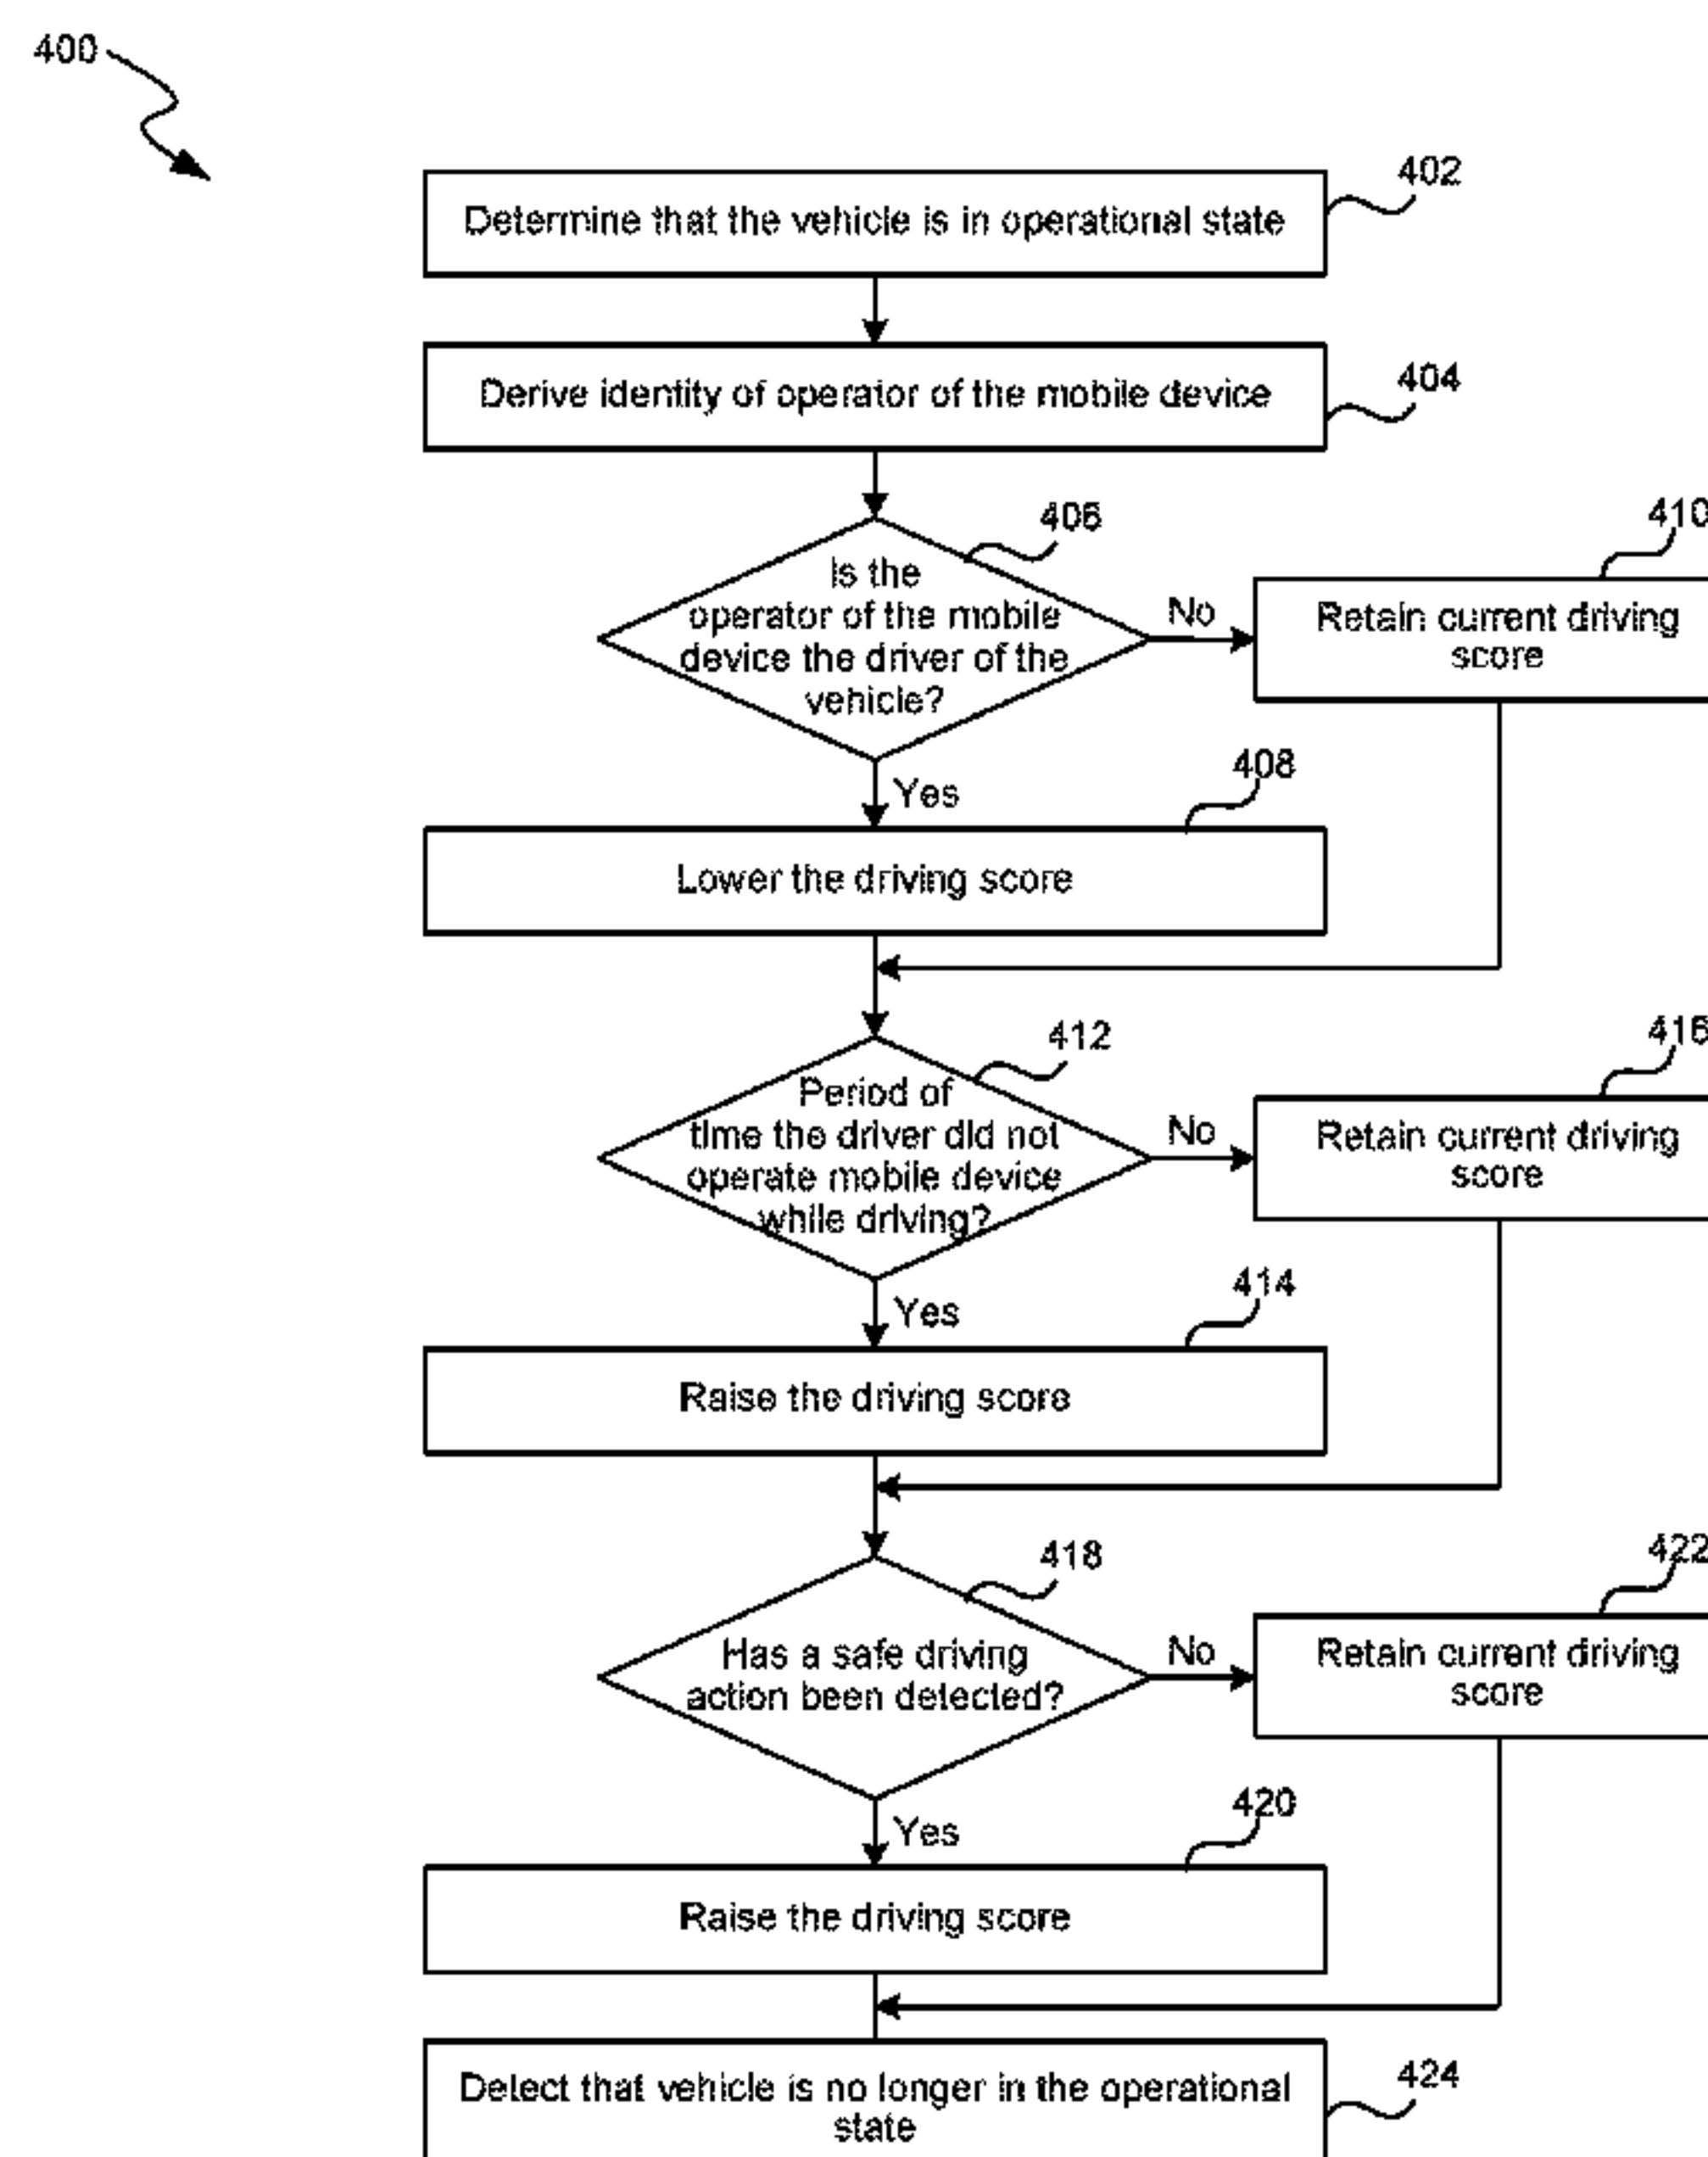 400
402
Determine that the vehicle is in operational state
404
Derive identity of operator of the mobile device
406
Is the
operator of the mobile
device the driver of the
vehicle?
No
410
Retain current driving
score
Yes
408
Lower the driving score
412
Period of
time the driver did not
operate mobile device
while driving?
No
416
Retain current driving
score
Yes
414
Raise the driving score
418
Has a safe driving
action been detected?
No
422
Retain current driving
score
Yes
420
Raise the driving score
Detect that vehicle is no longer in the operational
state
424